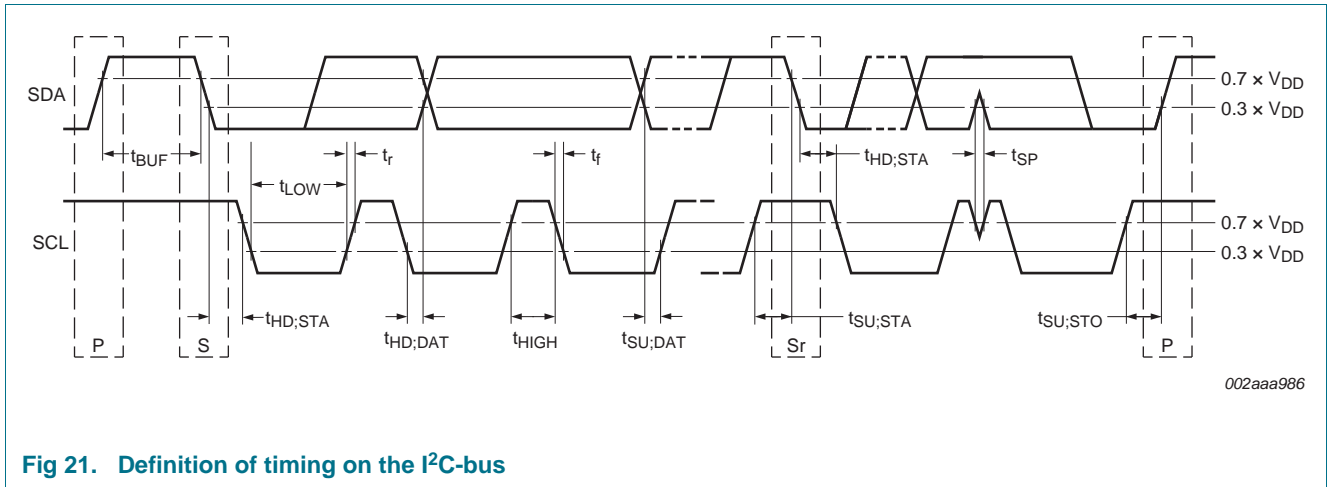 SDA
0.7 × VDD
0.3 × VDD
tBUF
tr
tf
tHD;STA
tSP
tLOW
SCL
0.7 × VDD
0.3 × VDD
tHD;STA
tHD;DAT
tHIGH
tSU;DAT
tSU;STA
tSU;STO
P
S
Sr
P
002aaa986
Fig 21. Definition of timing on the I²C-bus